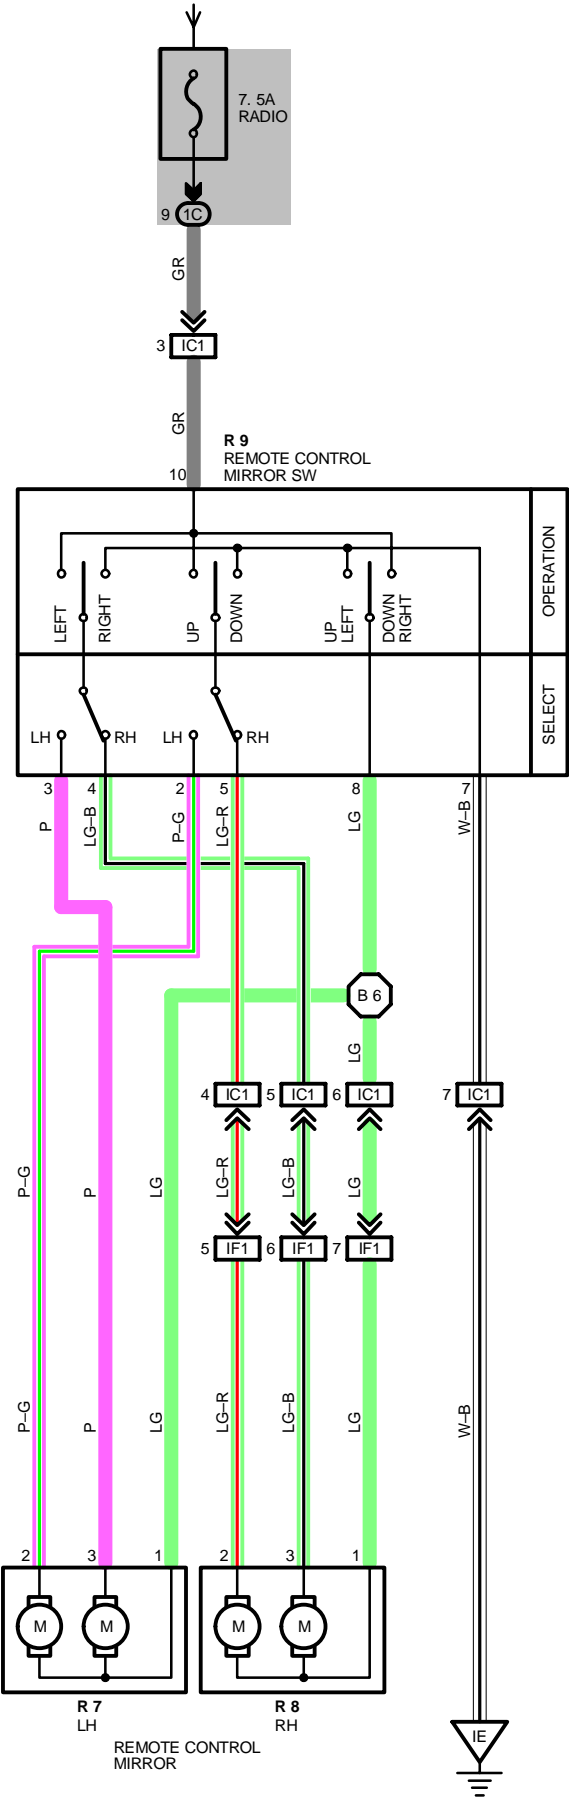 7. 5A
RADIO
9 1C
GR
3 IC1
GR
R 9
REMOTE CONTROL
MIRROR SW
10
LEFT
RIGHT
UP
DOWN
UP
LEFT
DOWN
RIGHT
OPERATION
LH RH LH RH
SELECT
3 4 2 5 8 7
P LG–B P–G LG–R LG W–B
B 6
LG
4 IC1 5 IC1 6 IC1 7 IC1
P–G P LG LG–R LG–B LG
5 IF1 6 IF1 7 IF1
P–G P LG LG–R LG–B LG W–B
2 3 1 2 3 1
M M M M
R 7
LH
R 8
RH
REMOTE CONTROL
MIRROR
IE